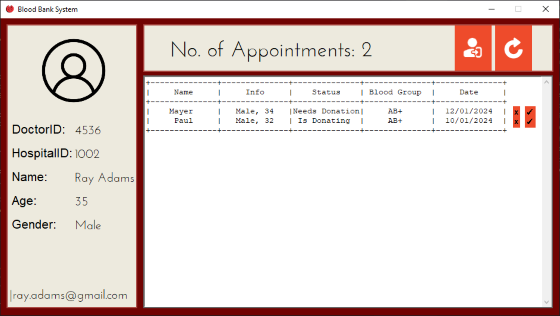 Blood Bank System
No. of Appointments: 2
DoctorID: 4536
HospitalID: 1002
Name: Ray Adams
Age: 35
Gender: Male
ray.adams@gmail.com
| Name | Info | Status | Blood Group | Date |
| Mayer | Male, 34 |Needs Donation| AB+ | 12/01/2024 | x ✔
| Paul | Male, 32 | Is Donating | AB+ | 10/01/2024 | x ✔